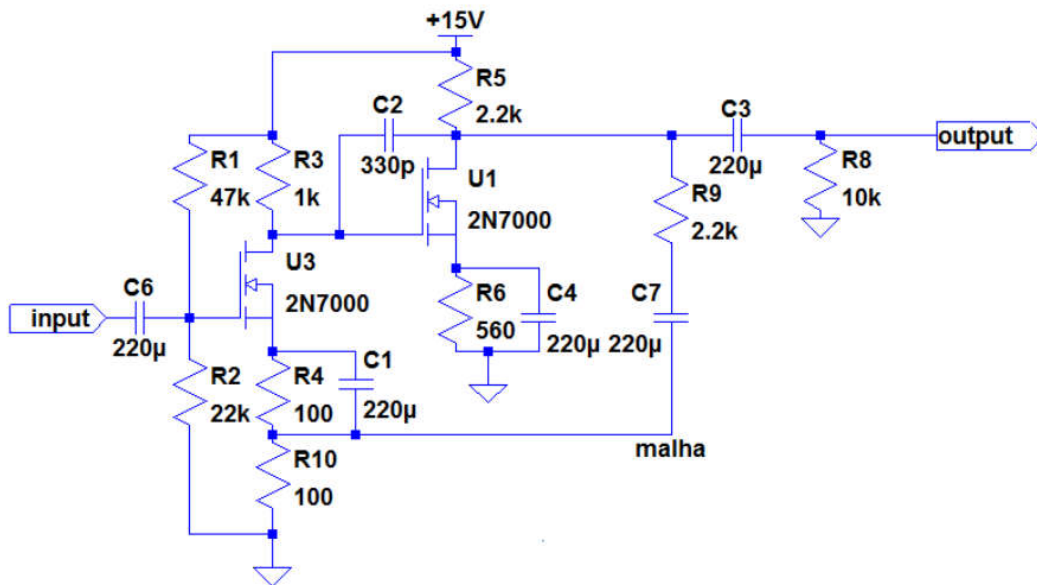 +15V
R5
2.2k
C2
330p
C3
220µ
output
R1
47k
R3
1k
U1
2N7000
R9
2.2k
R8
10k
U3
2N7000
C6
220µ
input
R6
560
C4
220µ
C7
220µ
R2
22k
R4
100
C1
220µ
malha
R10
100